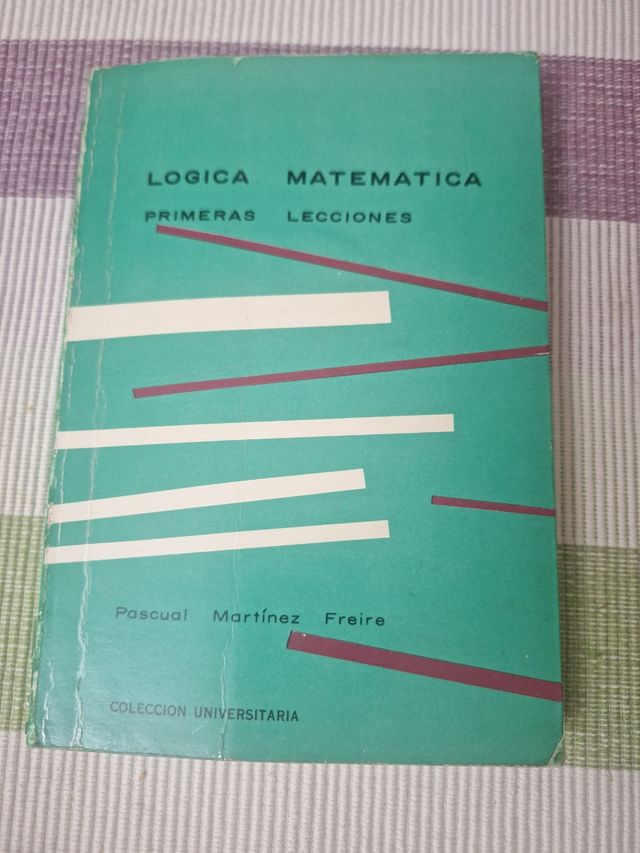 LOGICA MATEMATICA
PRIMERAS LECCIONES
Pascual Martínez Freire
COLECCION UNIVERSITARIA